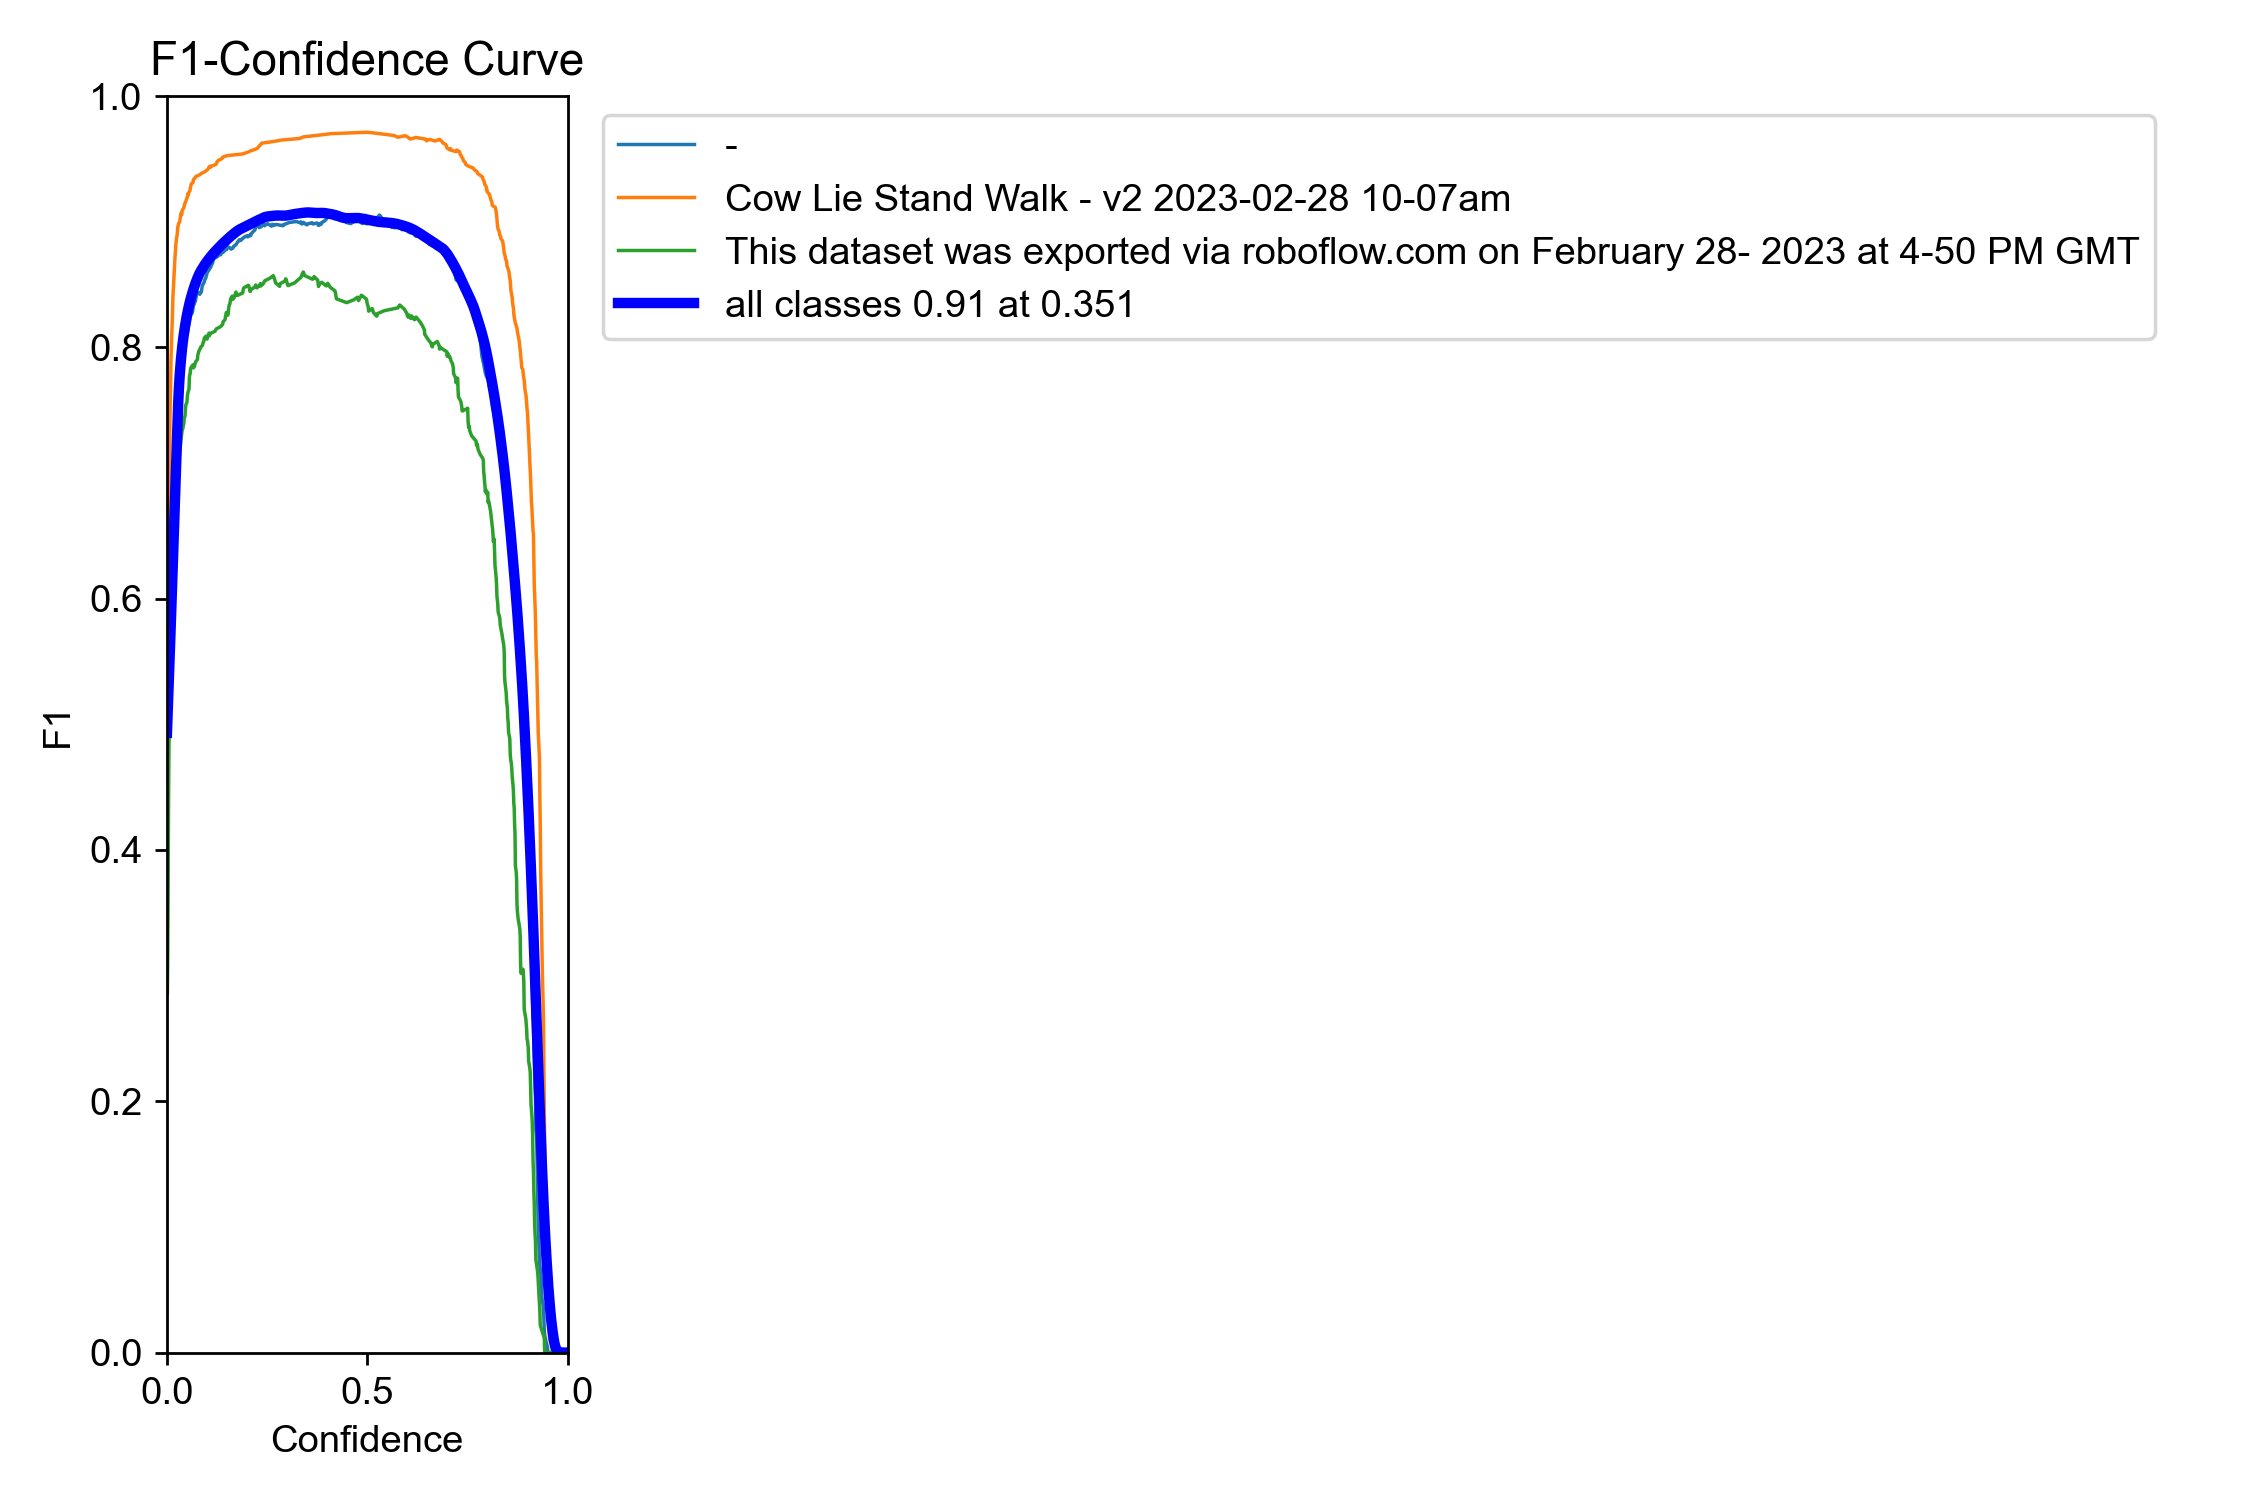 F1-Confidence Curve
1.0
0.8
0.6
0.4
0.2
0.0
F1
0.0 0.5 1.0
Confidence
-
Cow Lie Stand Walk - v2 2023-02-28 10-07am
This dataset was exported via roboflow.com on February 28- 2023 at 4-50 PM GMT
all classes 0.91 at 0.351